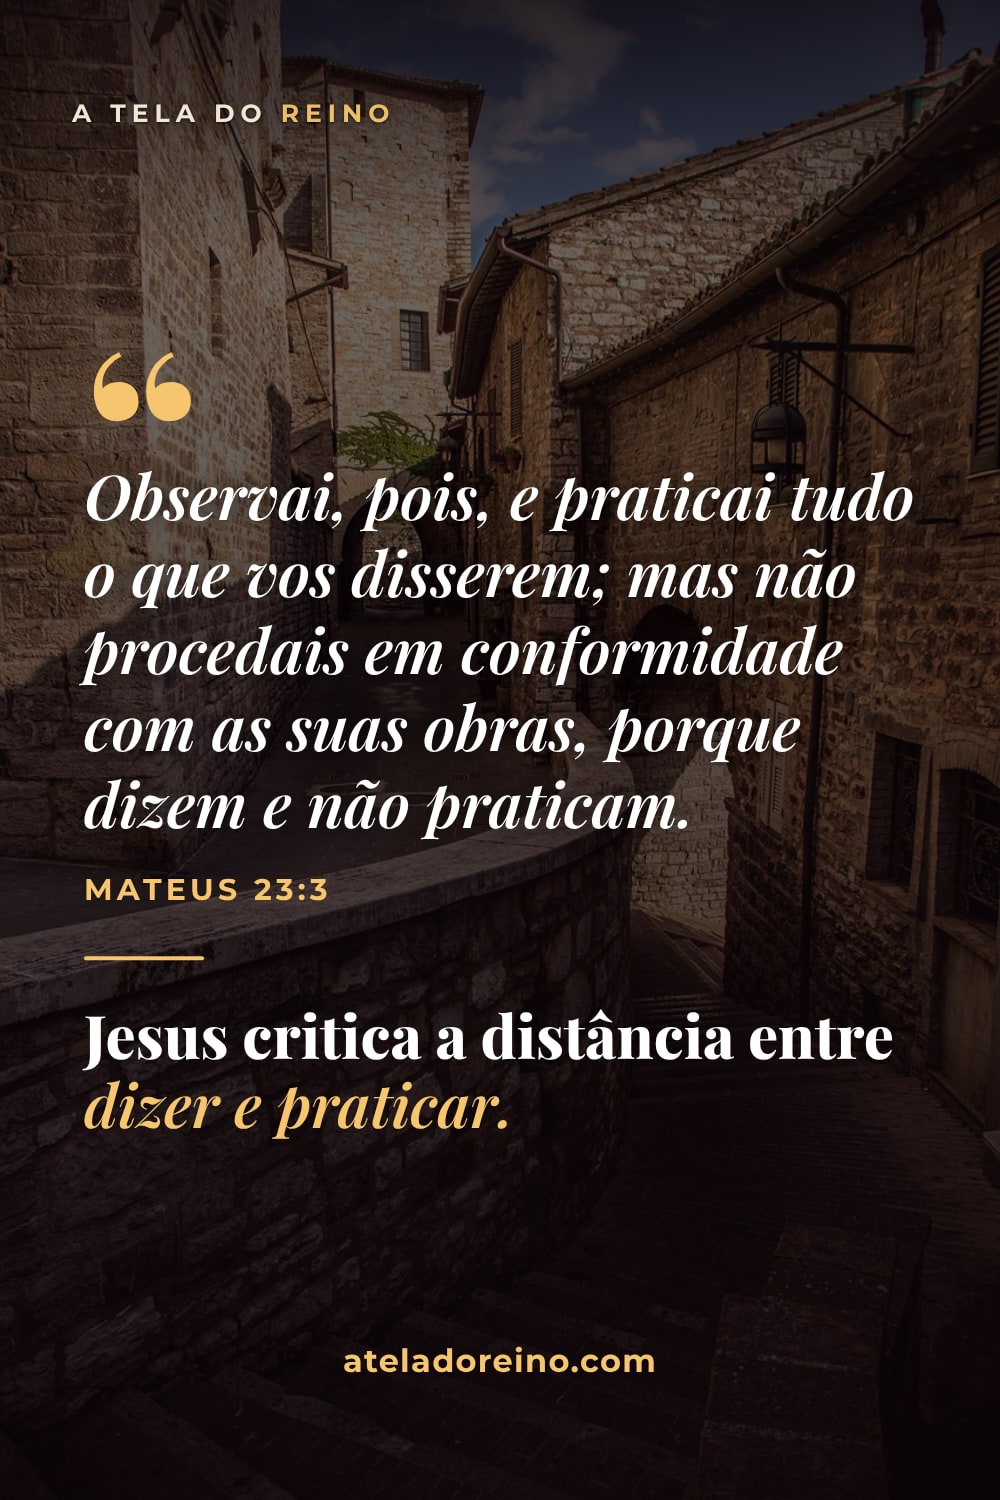 A TELA DO REINO
Observai, pois, e praticai tudo
o que vos disserem; mas não
procedais em conformidade
com as suas obras, porque
dizem e não praticam.
MATEUS 23:3
Jesus critica a distância entre
dizer e praticar.
ateladoreino.com